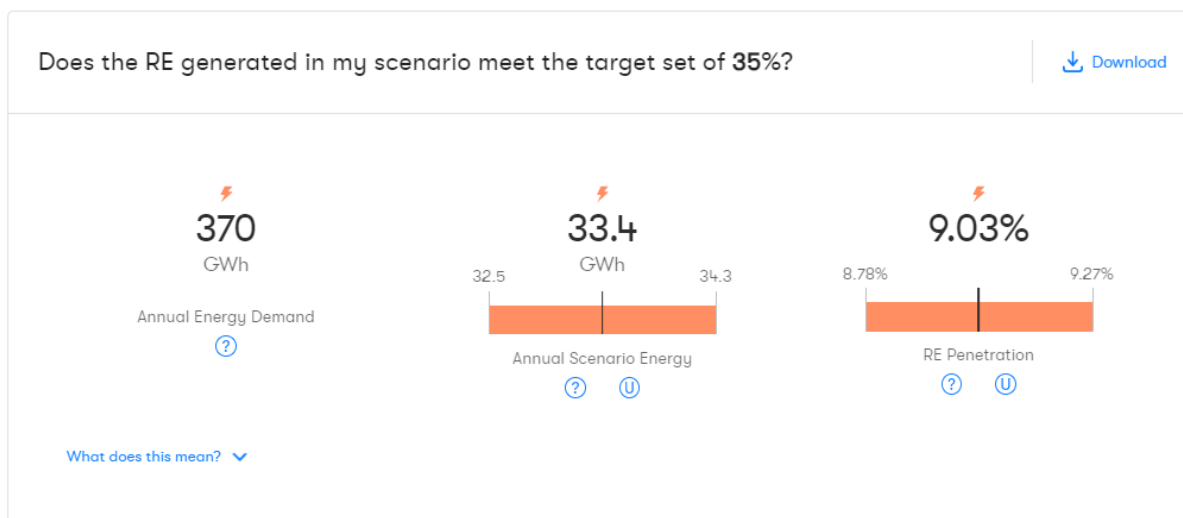 Does the RE generated in my scenario meet the target set of 35%?
Download
370
GWh
Annual Energy Demand
?
33.4
GWh
32.5
34.3
Annual Scenario Energy
? U
9.03%
8.78%
9.27%
RE Penetration
? U
What does this mean?